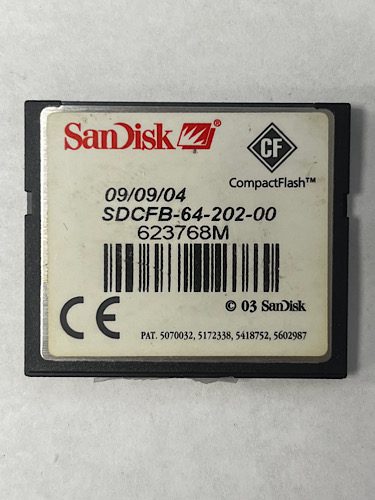 SanDisk®
CF
CompactFlash™
09/09/04
SDCFB-64-202-00
623768M
© 03 SanDisk
CE
PAT. 5070032, 5172338, 5418752, 5602987